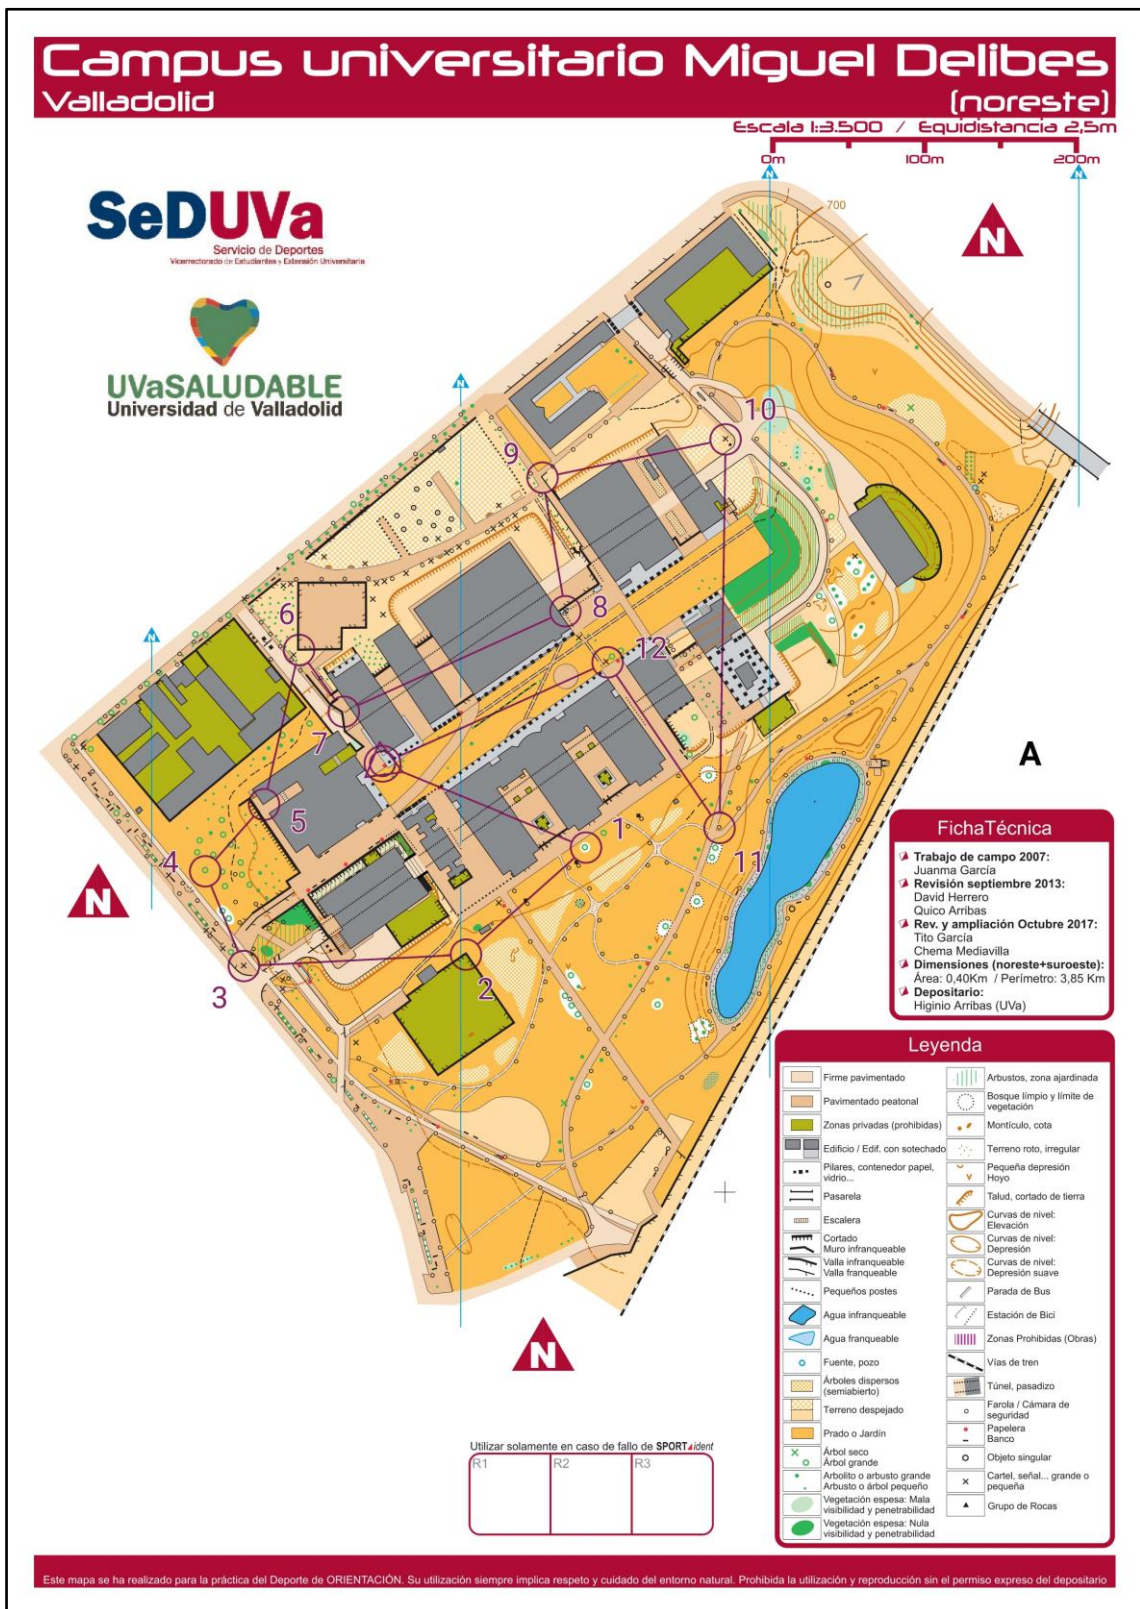 Campus universitario Miguel Delibes
Valladolid
(noreste)
Escala 1:3.500 / Equidistancia 2,5m
0m
100m
200m
N
N
SeDUVa
Servicio de Deportes
Vicerrectorado de Estudiantes y Extensión Universitaria
UVaSALUDABLE
Universidad de Valladolid
N
700
N
N
10
9
6
8
12
7
5
1
4
11
3
2
A
N
N
FichaTécnica
Trabajo de campo 2007:
Juanma García
Revisión septiembre 2013:
David Herrero
Quico Arribas
Rev. y ampliación Octubre 2017:
Tito García
Chema Mediavilla
Dimensiones (noreste+suroeste):
Área: 0,40Km / Perímetro: 3,85 Km
Depositario:
Higinio Arribas (UVa)
Leyenda
Firme pavimentado
Pavimentado peatonal
Zonas privadas (prohibidas)
Edificio / Edif. con sotechado
Pilares, contenedor papel,
vidrio...
Pasarela
Escalera
Cortado
Muro infranqueable
Valla infranqueable
Valla franqueable
Pequeños postes
Agua infranqueable
Agua franqueable
Fuente, pozo
Árboles dispersos
(semiabierto)
Terreno despejado
Prado o Jardín
Árbol seco
Árbol grande
Arbolito o arbusto grande
Arbusto o árbol pequeño
Vegetación espesa: Mala
visibilidad y penetrabilidad
Vegetación espesa: Nula
visibilidad y penetrabilidad
Arbustos, zona ajardinada
Bosque límpio y límite de
vegetación
Montículo, cota
Terreno roto, irregular
Pequeña depresión
Hoyo
Talud, cortado de tierra
Curvas de nivel:
Elevación
Curvas de nivel:
Depresión
Curvas de nivel:
Depresión suave
Parada de Bus
Estación de Bici
Zonas Prohibidas (Obras)
Vías de tren
Túnel, pasadizo
Farola / Cámara de
seguridad
Papelera
Banco
Objeto singular
Cartel, señal... grande o
pequeña
Grupo de Rocas
Utilizar solamente en caso de fallo de SPORTident
R1
R2
R3
Este mapa se ha realizado para la práctica del Deporte de ORIENTACIÓN. Su utilización siempre implica respeto y cuidado del entorno natural. Prohibida la utilización y reproducción sin el permiso expreso del depositario